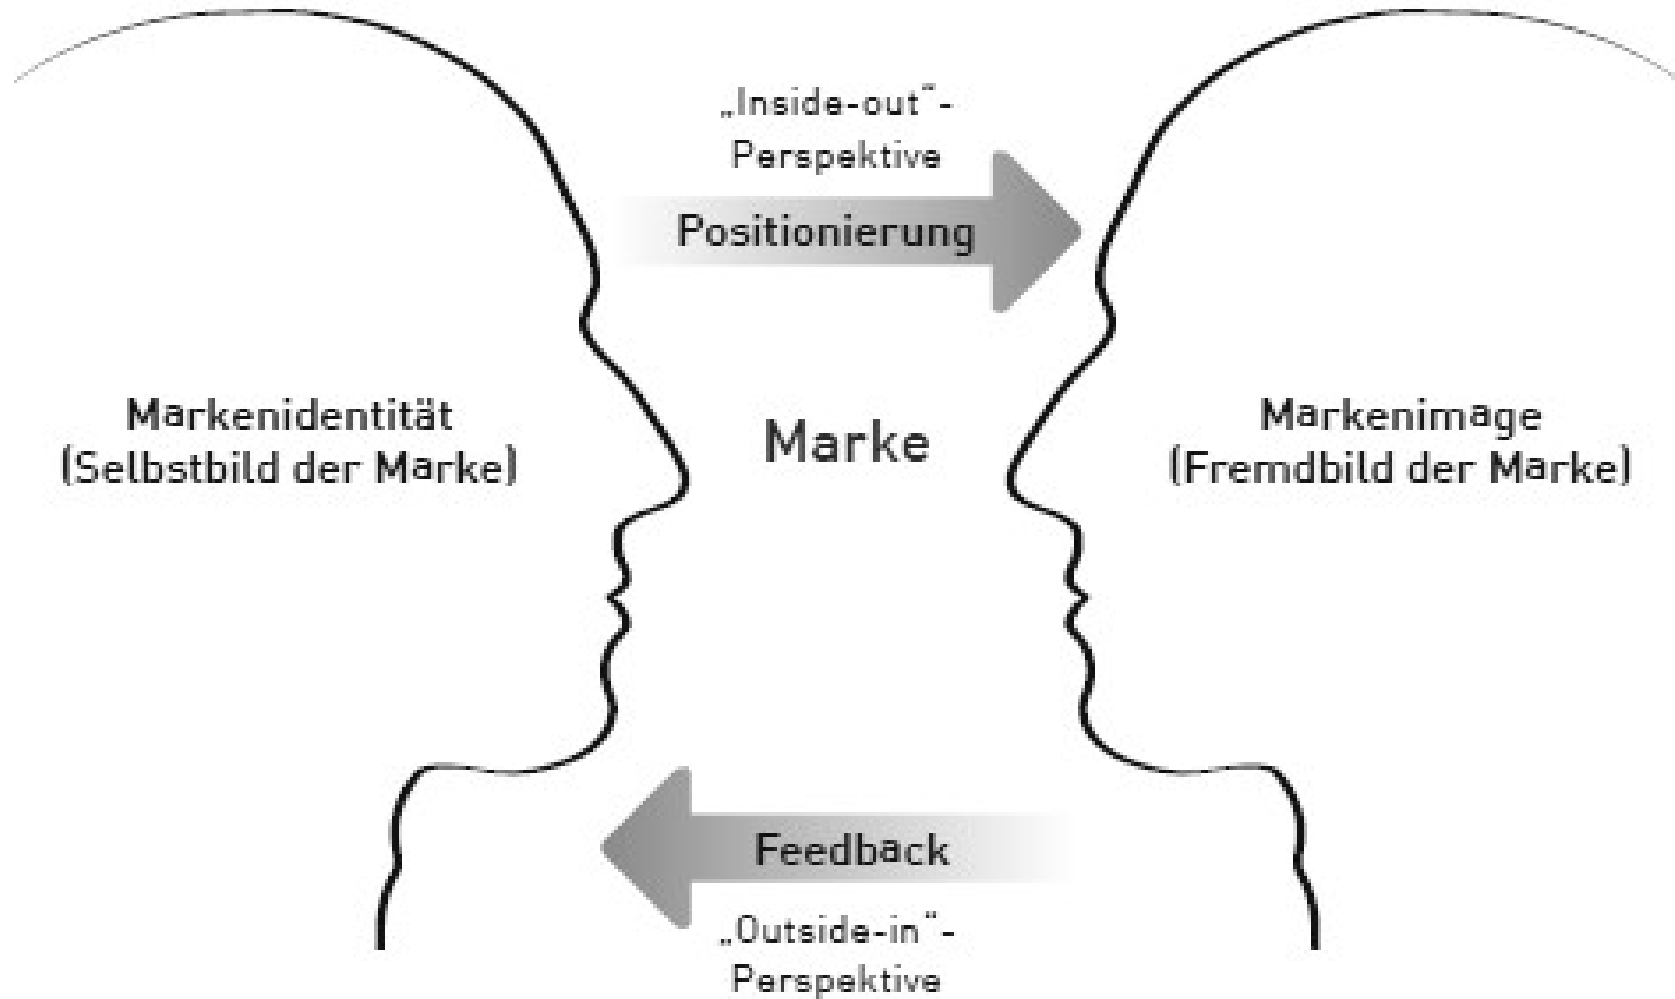 „Inside-out“-
Perspektive
Positionierung
Markenidentität
(Selbstbild der Marke)
Marke
Markenimage
(Fremdbild der Marke)
Feedback
„Outside-in“-
Perspektive